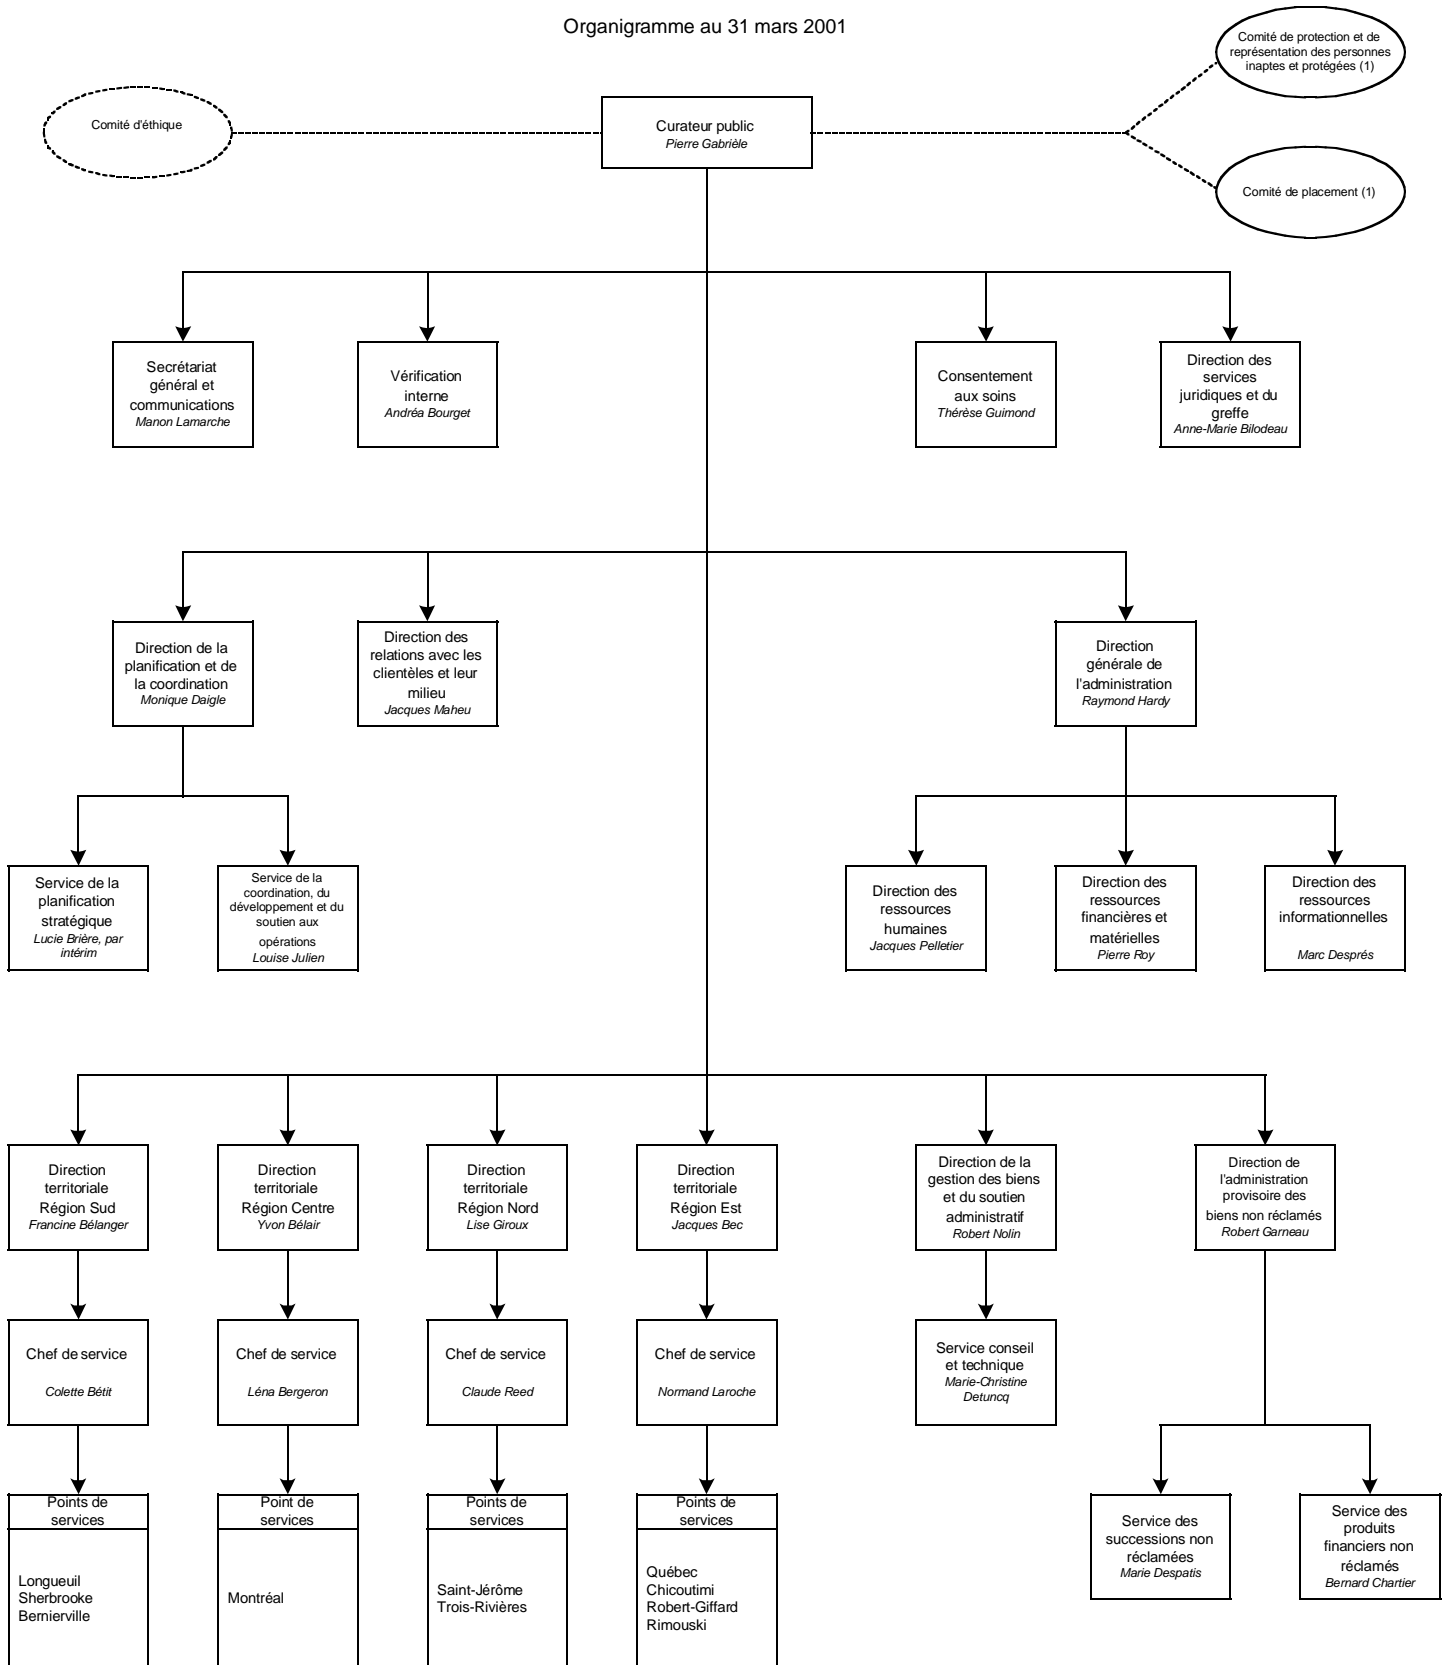 Organigramme au 31 mars 2001
Comité de protection et de
représentation des personnes
inaptes et protégées (1)
Comité d'éthique
Curateur public
Pierre Gabrièle
Comité de placement (1)
Secrétariat
général et
communications
Manon Lamarche
Vérification
interne
Andréa Bourget
Consentement
aux soins
Thérèse Guimond
Direction des
services
juridiques et du
greffe
Anne-Marie Bilodeau
Direction de la
planification et de
la coordination
Monique Daigle
Direction des
relations avec les
clientèles et leur
milieu
Jacques Maheu
Direction
générale de
l'administration
Raymond Hardy
Service de la
planification
stratégique
Lucie Brière, par
intérim
Service de la
coordination, du
développement et du
soutien aux
opérations
Louise Julien
Direction des
ressources
humaines
Jacques Pelletier
Direction des
ressources
financières et
matérielles
Pierre Roy
Direction des
ressources
informationnelles
Marc Després
Direction
territoriale
Région Sud
Francine Bélanger
Direction
territoriale
Région Centre
Yvon Bélair
Direction
territoriale
Région Nord
Lise Giroux
Direction
territoriale
Région Est
Jacques Bec
Direction de la
gestion des biens
et du soutien
administratif
Robert Nolin
Direction de
l'administration
provisoire des
biens non réclamés
Robert Garneau
Chef de service
Colette Bétit
Chef de service
Léna Bergeron
Chef de service
Claude Reed
Chef de service
Normand Laroche
Service conseil
et technique
Marie-Christine
Detuncq
Points de
services
Longueuil
Sherbrooke
Bernierville
Point de
services
Montréal
Points de
services
Saint-Jérôme
Trois-Rivières
Points de
services
Québec
Chicoutimi
Robert-Giffard
Rimouski
Service des
successions non
réclamées
Marie Despatis
Service des
produits
financiers non
réclamés
Bernard Chartier